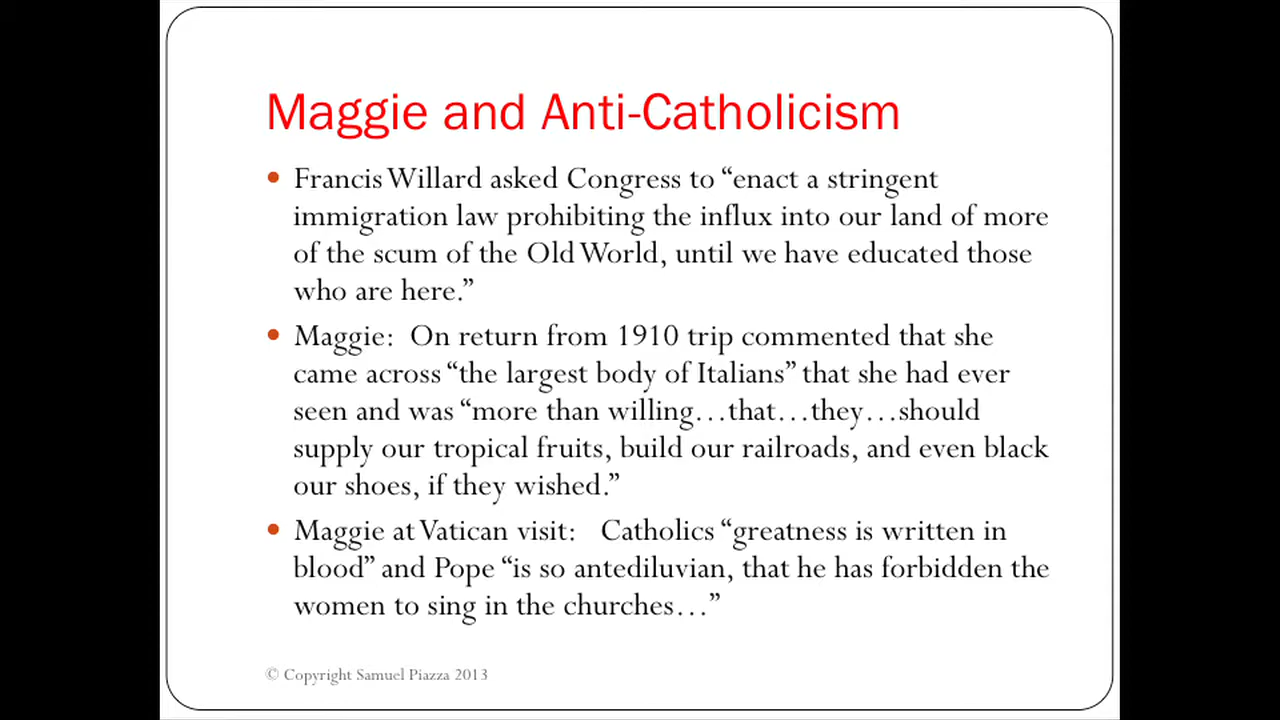 Maggie and Anti-Catholicism
• Francis Willard asked Congress to “enact a stringent
immigration law prohibiting the influx into our land of more
of the scum of the Old World, until we have educated those
who are here.”
• Maggie: On return from 1910 trip commented that she
came across “the largest body of Italians” that she had ever
seen and was “more than willing…that…they…should
supply our tropical fruits, build our railroads, and even black
our shoes, if they wished.”
• Maggie at Vatican visit: Catholics “greatness is written in
blood” and Pope “is so antediluvian, that he has forbidden the
women to sing in the churches…”
© Copyright Samuel Piazza 2013